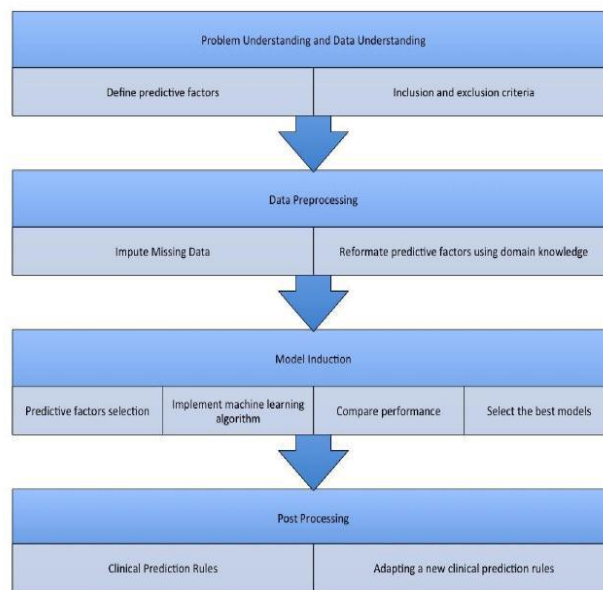 Problem Understanding and Data Understanding
Define predictive factors
Inclusion and exclusion criteria
Data Preprocessing
Impute Missing Data
Reformate predictive factors using domain knowledge
Model Induction
Predictive factors selection
Implement machine learning
algorithm
Compare performance
Select the best models
Post Processing
Clinical Prediction Rules
Adapting a new clinical prediction rules